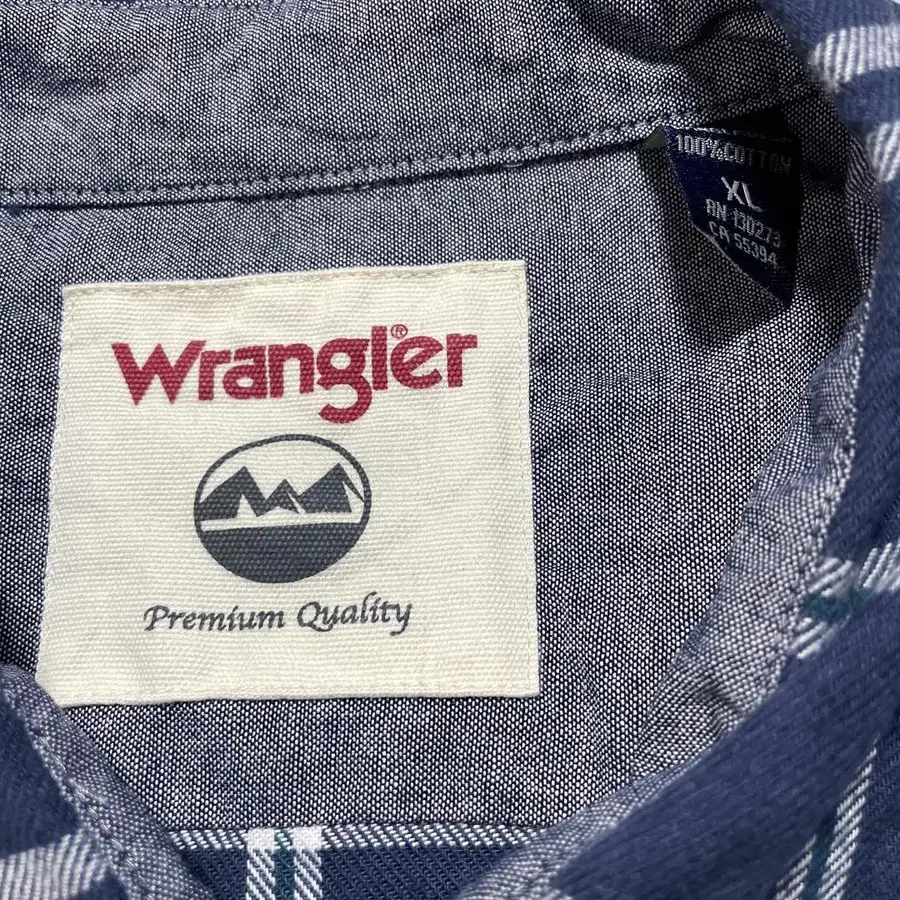 Wrangler®
Premium Quality
100%COTTON
XL
RN 130273
CA 55394